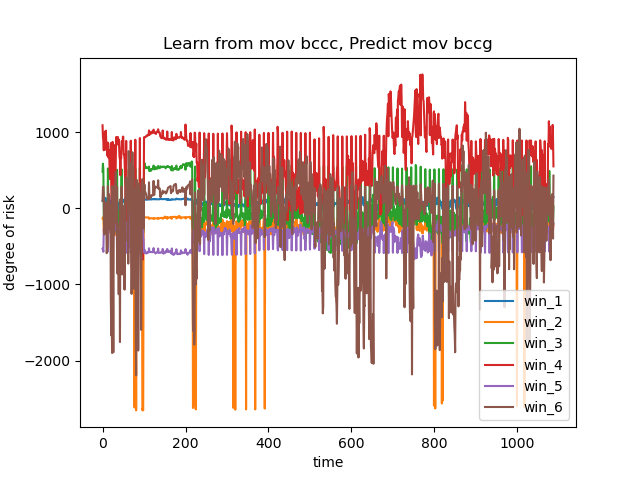 Learn from mov bccc, Predict mov bccg
degree of risk
1000
0
−1000
−2000
0
200
400
600
800
1000
time
win_1
win_2
win_3
win_4
win_5
win_6